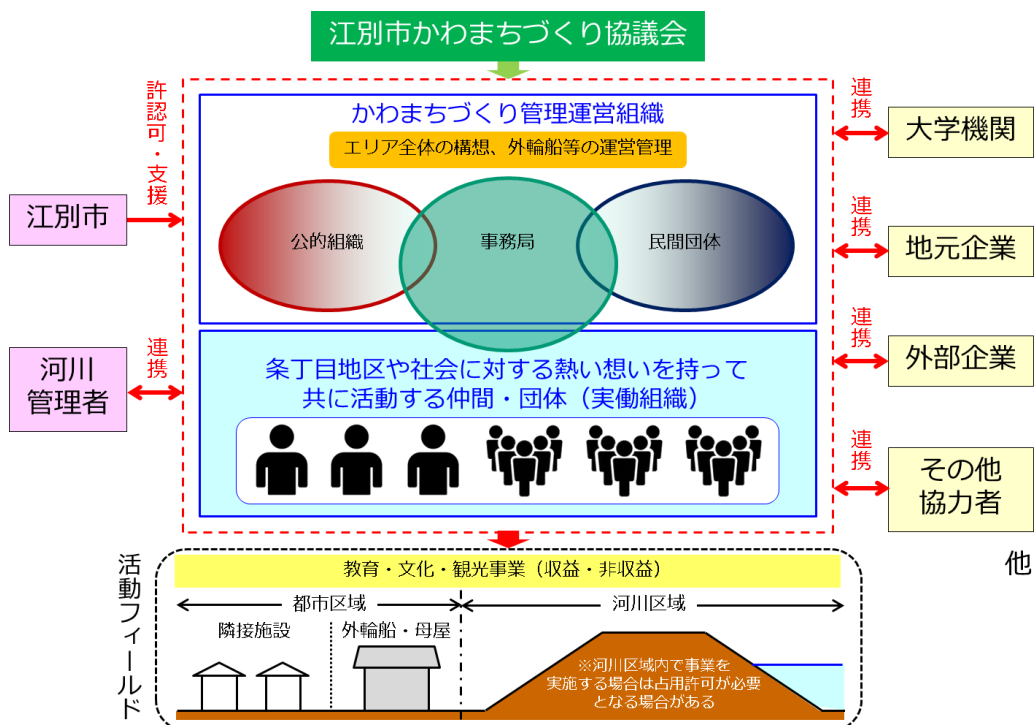 江別市かわまちづくり協議会
許認可・支援
かわまちづくり管理運営組織
エリア全体の構想、外輪船等の運営管理
公的組織
事務局
民間団体
江別市
河川
管理者
連携
条丁目地区や社会に対する熱い想いを持って
共に活動する仲間・団体（実働組織）
連携
大学機関
連携
地元企業
連携
外部企業
連携
その他
協力者
他
活動フィールド
教育・文化・観光事業（収益・非収益）
都市区域
河川区域
隣接施設
外輪船・母屋
※河川区域内で事業を
実施する場合は占用許可が必要
となる場合がある